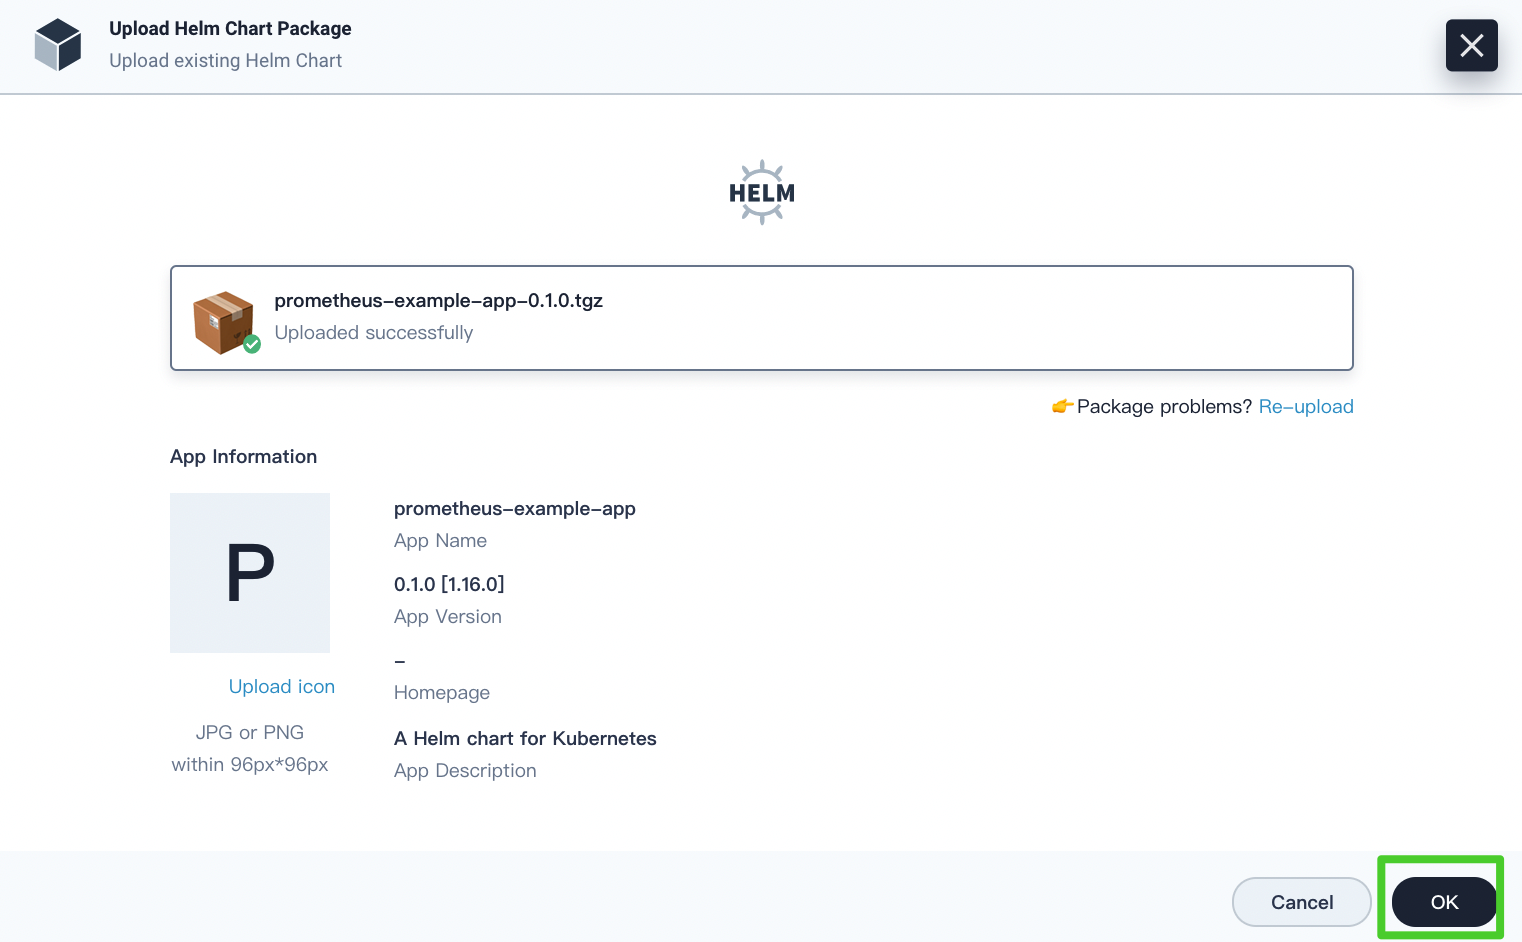 Upload Helm Chart Package
Upload existing Helm Chart
HELM
prometheus-example-app-0.1.0.tgz
Uploaded successfully
👉Package problems? Re-upload
App Information
P
Upload icon
JPG or PNG
within 96px*96px
prometheus-example-app
App Name
0.1.0 [1.16.0]
App Version
-
Homepage
A Helm chart for Kubernetes
App Description
Cancel
OK